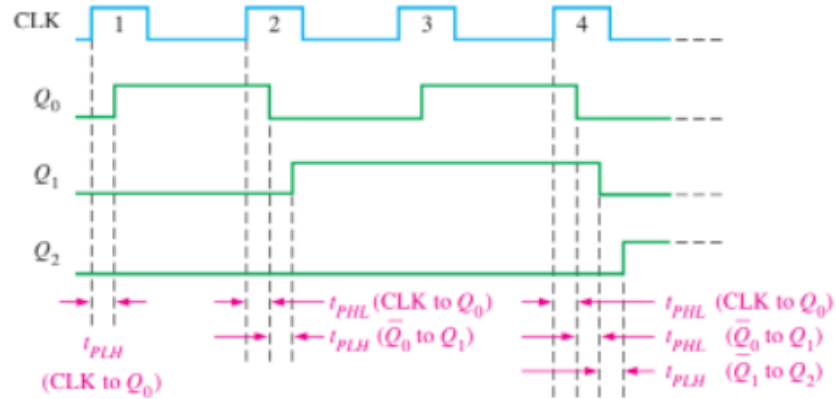 CLK 1 2 3 4
Q0
Q1
Q2
tPHL (CLK to Q0) tPHL (CLK to Q0)
tPLH (Q̅0 to Q1) tPHL (Q̅0 to Q1)
tPLH tPLH (Q̅1 to Q2)
(CLK to Q0)